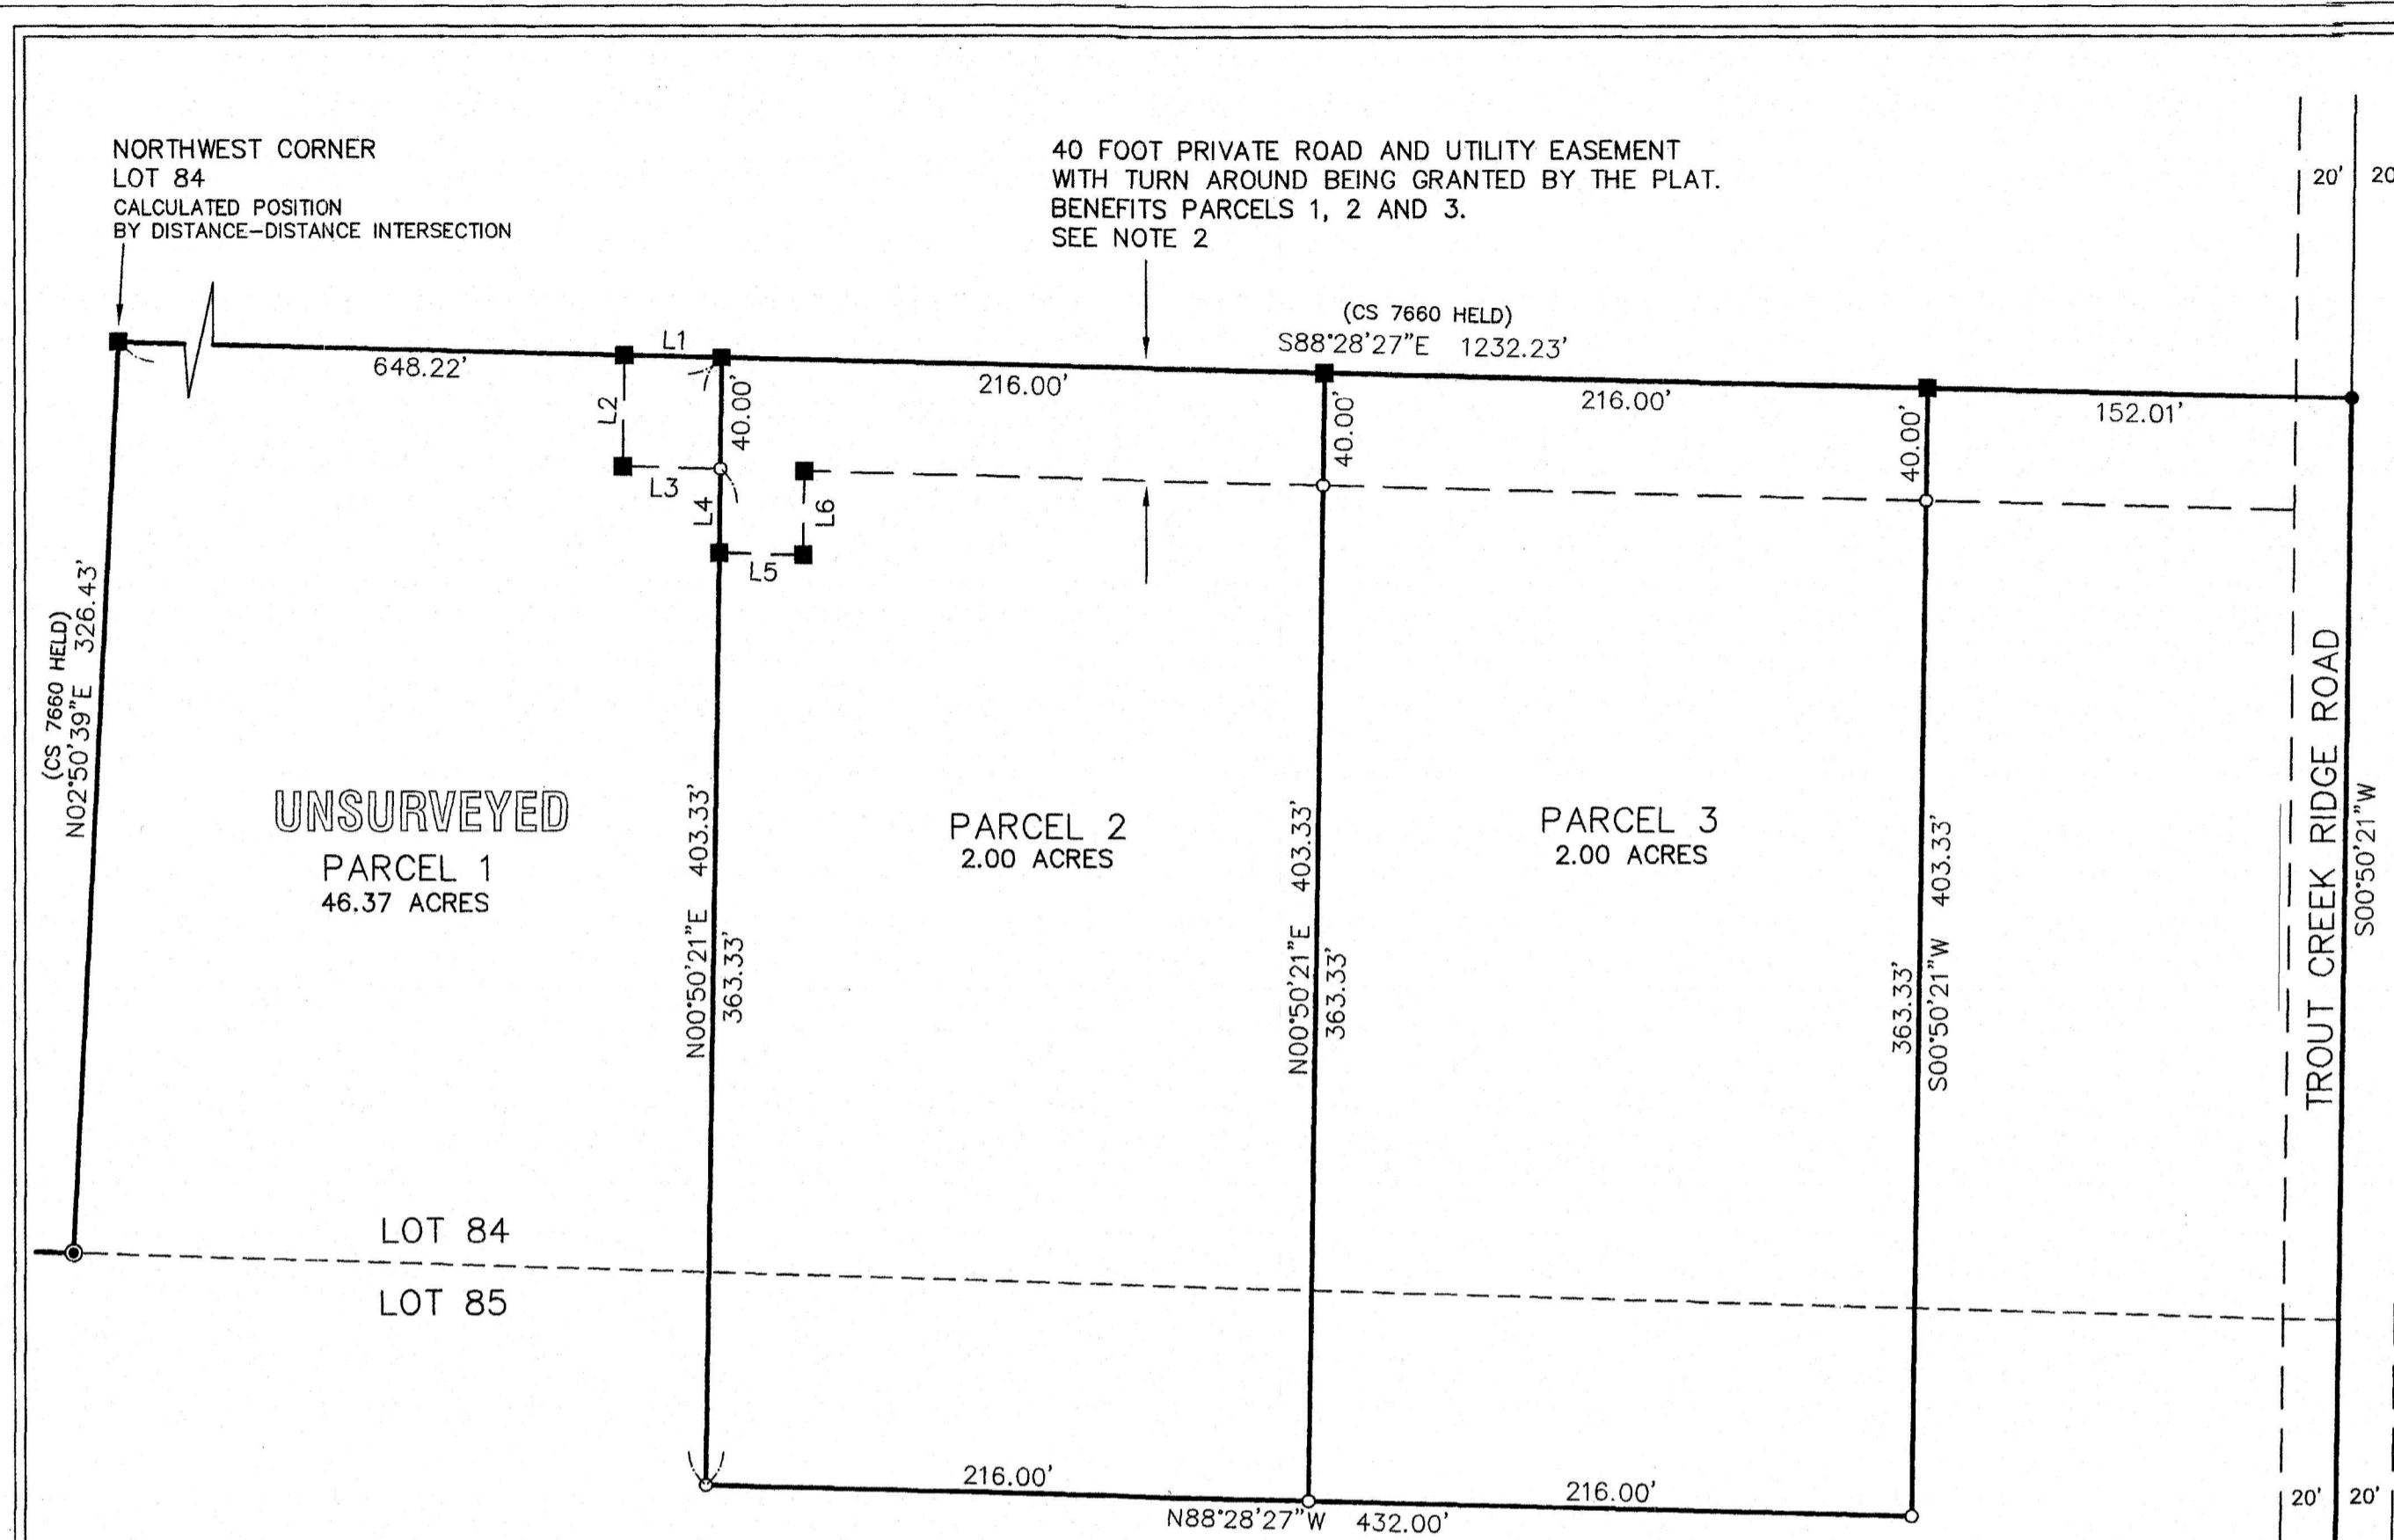 NORTHWEST CORNER
LOT 84
CALCULATED POSITION
BY DISTANCE-DISTANCE INTERSECTION
40 FOOT PRIVATE ROAD AND UTILITY EASEMENT
WITH TURN AROUND BEING GRANTED BY THE PLAT.
BENEFITS PARCELS 1, 2 AND 3.
SEE NOTE 2
20'
20
(CS 7660 HELD)
S88°28'27"E 1232.23'
L1
648.22'
216.00'
216.00'
152.01'
L2
40.00'
40.00'
40.00'
L3
L4
L5
L6
(CS 7660 HELD)
N02°50'39"E 326.43'
UNSURVEYED
PARCEL 1
46.37 ACRES
N00°50'21"E 403.33'
363.33'
PARCEL 2
2.00 ACRES
N00°50'21"E 403.33'
363.33'
PARCEL 3
2.00 ACRES
363.33'
S00°50'21"W 403.33'
TROUT CREEK RIDGE ROAD
S00°50'21"W
LOT 84
LOT 85
216.00'
216.00'
N88°28'27"W 432.00'
20'
20'